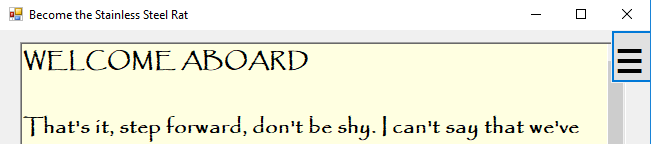 Become the Stainless Steel Rat
WELCOME ABOARD
That's it, step forward, don't be shy. I can't say that we've